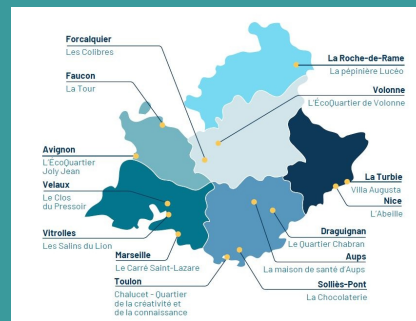 Forcalquier
Les Colibres
Faucon
La Tour
Avignon
L'ÉcoQuartier
Joly Jean
Velaux
Le Clos
du Pressoir
Vitrolles
Les Salins du Lion
Marseille
Le Carré Saint-Lazare
Toulon
Chalucet - Quartier
de la créativité et
de la connaissance
La Roche-de-Rame
La pépinière Lucéo
Volonne
L'ÉcoQuartier de Volonne
La Turbie
Villa Augusta
Nice
L'Abeille
Draguignan
Le Quartier Chabran
Aups
La maison de santé d'Aups
Solliès-Pont
La Chocolaterie